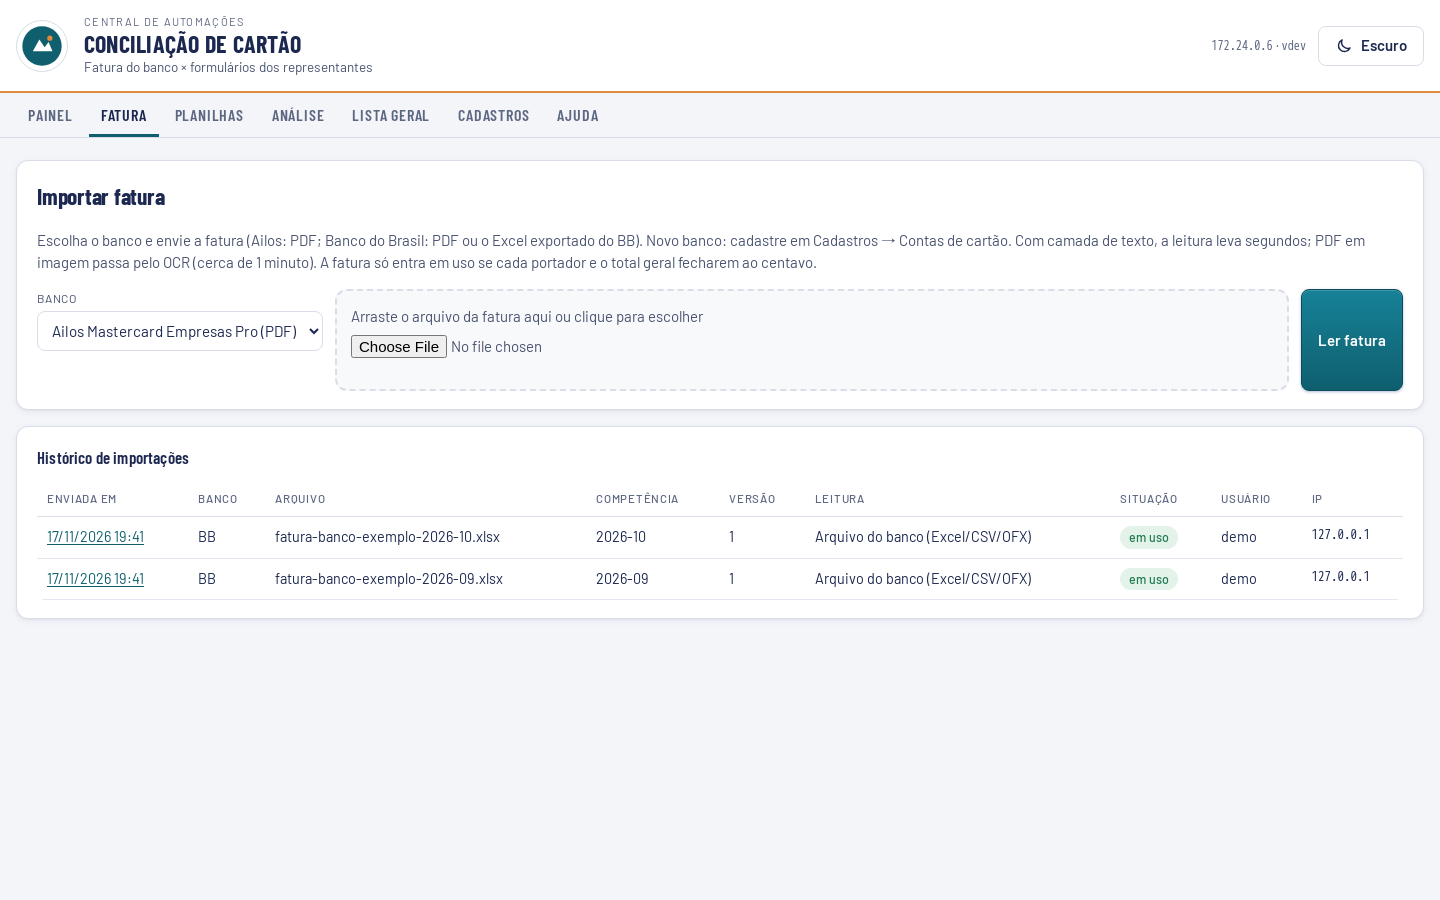 CENTRAL DE AUTOMAÇÕES
CONCILIAÇÃO DE CARTÃO
Fatura do banco × formulários dos representantes
172.24.0.6 · vdev
Escuro
PAINEL FATURA PLANILHAS ANÁLISE LISTA GERAL CADASTROS AJUDA
Importar fatura
Escolha o banco e envie a fatura (Ailos: PDF; Banco do Brasil: PDF ou o Excel exportado do BB). Novo banco: cadastre em Cadastros → Contas de cartão. Com camada de texto, a leitura leva segundos; PDF em
imagem passa pelo OCR (cerca de 1 minuto). A fatura só entra em uso se cada portador e o total geral fecharem ao centavo.
BANCO
Ailos Mastercard Empresas Pro (PDF)
Arraste o arquivo da fatura aqui ou clique para escolher
Choose File No file chosen
Ler fatura
Histórico de importações
ENVIADA EM BANCO ARQUIVO COMPETÊNCIA VERSÃO LEITURA SITUAÇÃO USUÁRIO IP
17/11/2026 19:41 BB fatura-banco-exemplo-2026-10.xlsx 2026-10 1 Arquivo do banco (Excel/CSV/OFX) em uso demo 127.0.0.1
17/11/2026 19:41 BB fatura-banco-exemplo-2026-09.xlsx 2026-09 1 Arquivo do banco (Excel/CSV/OFX) em uso demo 127.0.0.1